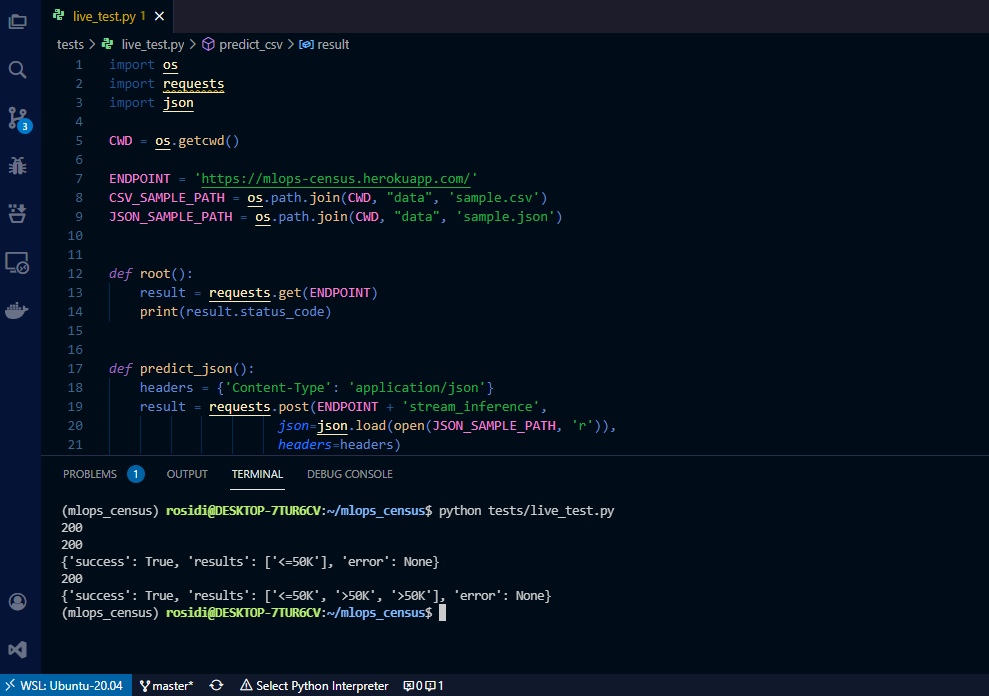 live_test.py 1
tests > live_test.py > predict_csv > result
1 import os
2 import requests
3 import json
4
5 CWD = os.getcwd()
6
7 ENDPOINT = 'https://mlops-census.herokuapp.com/'
8 CSV_SAMPLE_PATH = os.path.join(CWD, "data", 'sample.csv')
9 JSON_SAMPLE_PATH = os.path.join(CWD, "data", 'sample.json')
10
11
12 def root():
13     result = requests.get(ENDPOINT)
14     print(result.status_code)
15
16
17 def predict_json():
18     headers = {'Content-Type': 'application/json'}
19     result = requests.post(ENDPOINT + 'stream_inference',
20                       json=json.load(open(JSON_SAMPLE_PATH, 'r')),
21                       headers=headers)
3
PROBLEMS 1 OUTPUT TERMINAL DEBUG CONSOLE
(mlops_census) rosidi@DESKTOP-7TUR6CV:~/mlops_census$ python tests/live_test.py
200
200
{'success': True, 'results': ['<=50K'], 'error': None}
200
{'success': True, 'results': ['<=50K', '>50K', '>50K'], 'error': None}
(mlops_census) rosidi@DESKTOP-7TUR6CV:~/mlops_census$
WSL: Ubuntu-20.04 master* Select Python Interpreter 0 1